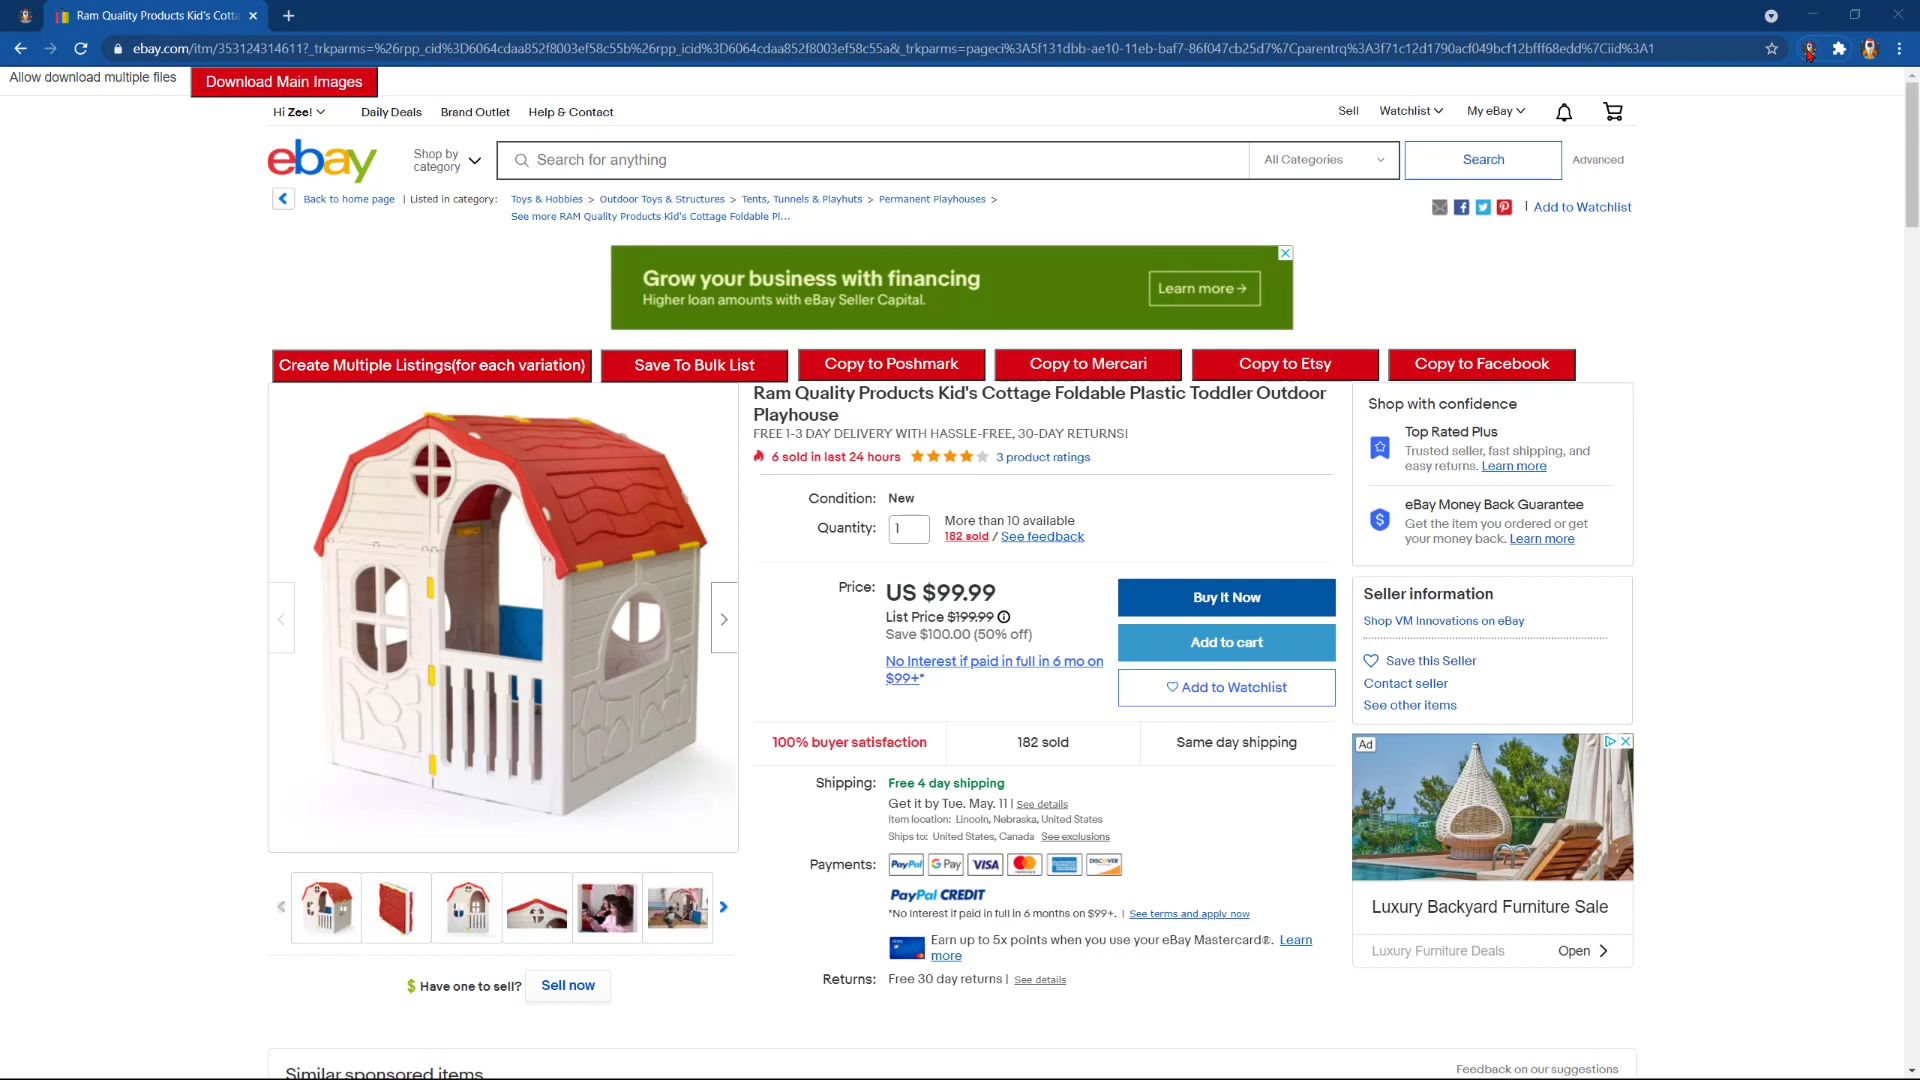 Ram Quality Products Kid's Cotta
ebay.com/itm/353124314611?_trkparms=%26rpp_cid%3D6064cdaa852f8003ef58c55b%26rpp_icid%3D6064cdaa852f8003ef58c55a&_trkparms=pageci%3A5f131dbb-ae10-11eb-baf7-86f047cb25d7%7Cparentrq%3A3f71c12d1790acf049bcf12bfff68edd%7Ciid%3A1
Allow download multiple files
Download Main Images
Hi Zee!
Daily Deals
Brand Outlet
Help & Contact
Sell
Watchlist
My eBay
ebay
Shop by
category
Search for anything
All Categories
Search
Advanced
Back to home page | Listed in category:
Toys & Hobbies > Outdoor Toys & Structures > Tents, Tunnels & Playhuts > Permanent Playhouses >
See more RAM Quality Products Kid's Cottage Foldable Pl...
| Add to Watchlist
Grow your business with financing
Higher loan amounts with eBay Seller Capital.
Learn more→
Create Multiple Listings(for each variation)
Save To Bulk List
Copy to Poshmark
Copy to Mercari
Copy to Etsy
Copy to Facebook
Ram Quality Products Kid's Cottage Foldable Plastic Toddler Outdoor
Playhouse
FREE 1-3 DAY DELIVERY WITH HASSLE-FREE, 30-DAY RETURNS!
6 sold in last 24 hours
3 product ratings
Condition: New
Quantity: 1
More than 10 available
182 sold / See feedback
Price: US $99.99
List Price $199.99
Save $100.00 (50% off)
No Interest if paid in full in 6 mo on
$99+*
Buy It Now
Add to cart
Add to Watchlist
100% buyer satisfaction
182 sold
Same day shipping
Shipping: Free 4 day shipping
Get it by Tue. May. 11 | See details
Item location: Lincoln, Nebraska, United States
Ships to: United States, Canada See exclusions
Payments: PayPal G Pay VISA DISCOVER
PayPal CREDIT
*No Interest if paid in full in 6 months on $99+. | See terms and apply now
Earn up to 5x points when you use your eBay Mastercard®. Learn
more
Returns: Free 30 day returns | See details
Shop with confidence
Top Rated Plus
Trusted seller, fast shipping, and
easy returns. Learn more
eBay Money Back Guarantee
Get the item you ordered or get
your money back. Learn more
Seller information
Shop VM Innovations on eBay
Save this Seller
Contact seller
See other items
Ad
Luxury Backyard Furniture Sale
Luxury Furniture Deals
Open
$ Have one to sell?
Sell now
Similar sponsored items
Feedback on our suggestions